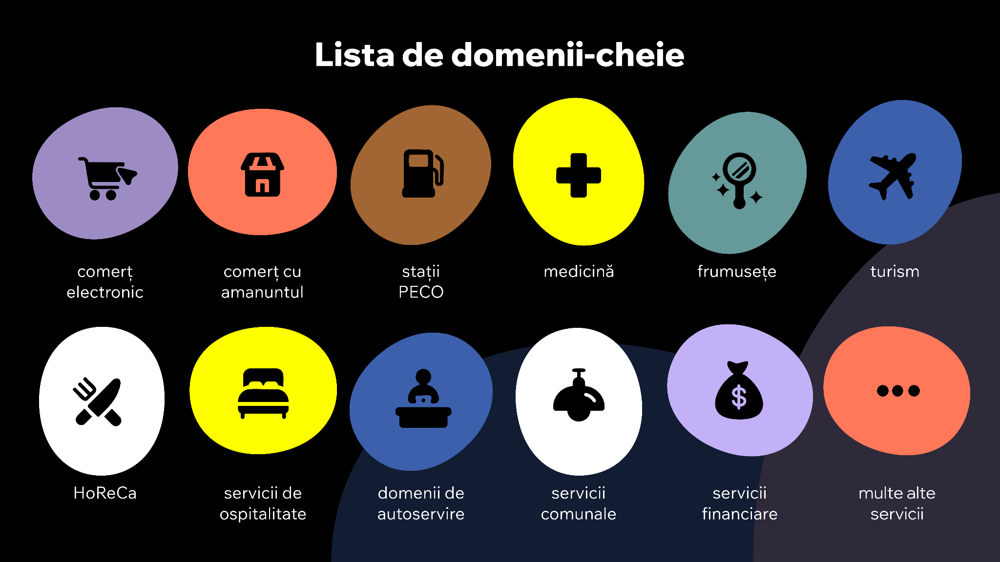 Lista de domenii-cheie
comerț
electronic
comerț cu
amanuntul
stații
PECO
medicină
frumusețe
turism
HoReCa
servicii de
ospitalitate
domenii de
autoservire
servicii
comunale
$
servicii
financiare
multe alte
servicii